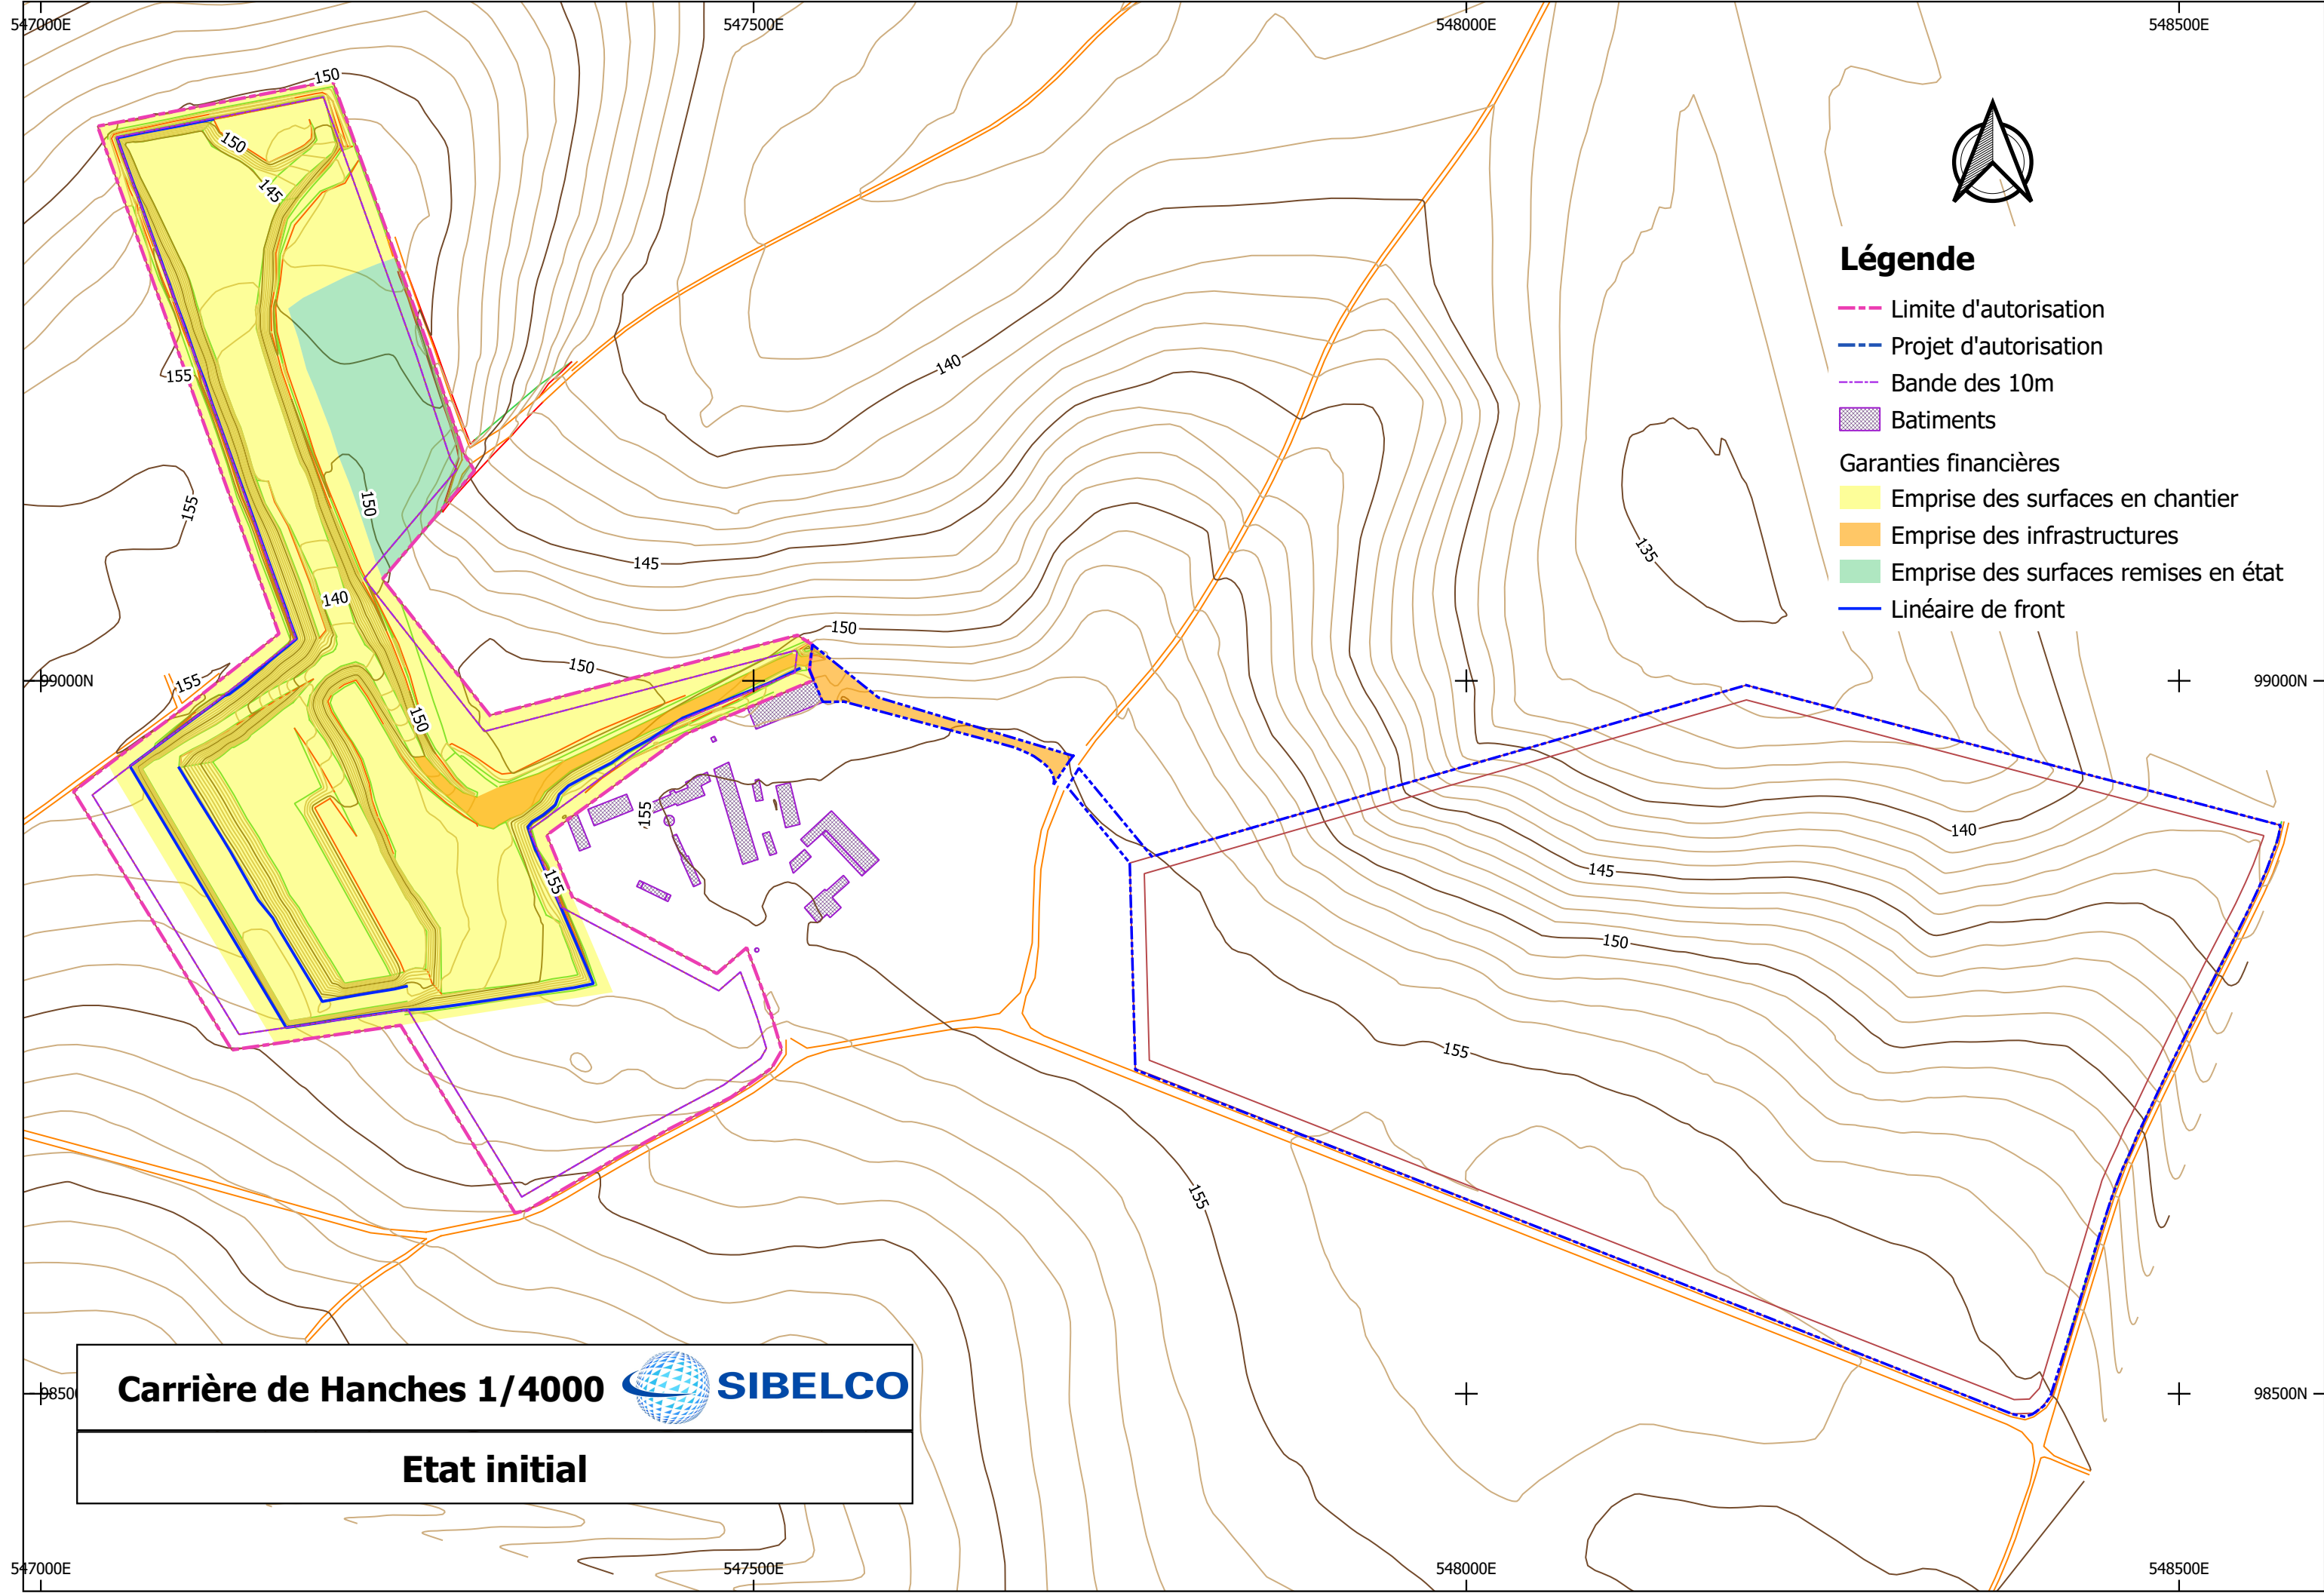 547000E
547500E
548000E
548500E
150
150
145
Légende
Limite d'autorisation
Projet d'autorisation
Bande des 10m
Batiments
Garanties financières
Emprise des surfaces en chantier
Emprise des infrastructures
Emprise des surfaces remises en état
Linéaire de front
140
155
155
150
135
145
140
150
150
155
99000N
99000N
150
155
140
145
155
150
155
155
98500
98500N
Carrière de Hanches 1/4000
SIBELCO
Etat initial
547000E
547500E
548000E
548500E